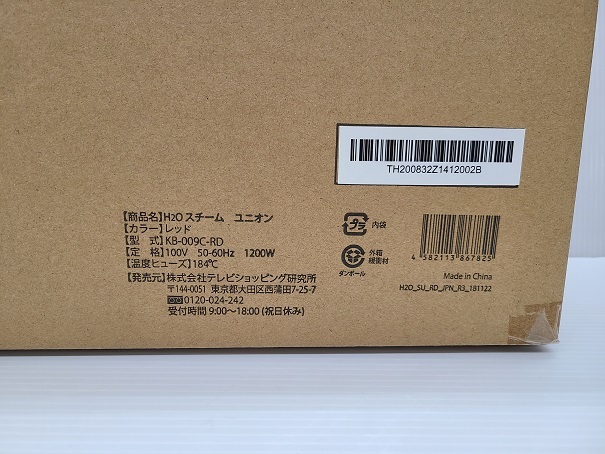 TH200832Z1412002B
【商品名】H2O スチーム ユニオン
【カラー】レッド
【型 式】KB-009C-RD
【定 格】100V 50-60Hz 1200W
【温度ヒューズ】184℃
【発売元】株式会社テレビショッピング研究所
〒144-0051 東京都大田区西蒲田7-25-7
0120-024-242
受付時間 9:00～18:00 (祝日休み)
プラ 内袋
外箱
緩衝材
ダンボール
4 582113 867825
Made in China
H2O_SU_RD_JPN_R3_181122